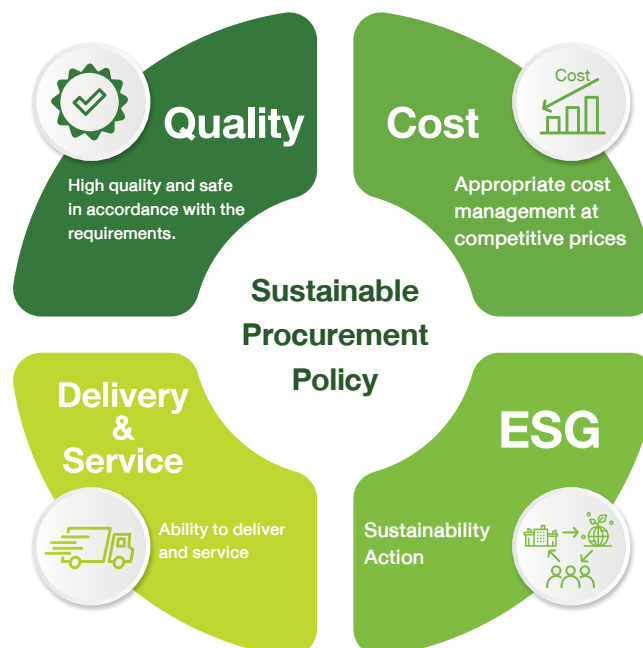 Quality
High quality and safe
in accordance with the
requirements.
Cost
Cost
Appropriate cost
management at
competitive prices
Sustainable
Procurement
Policy
Delivery
&
Service
Ability to deliver
and service
ESG
Sustainability
Action